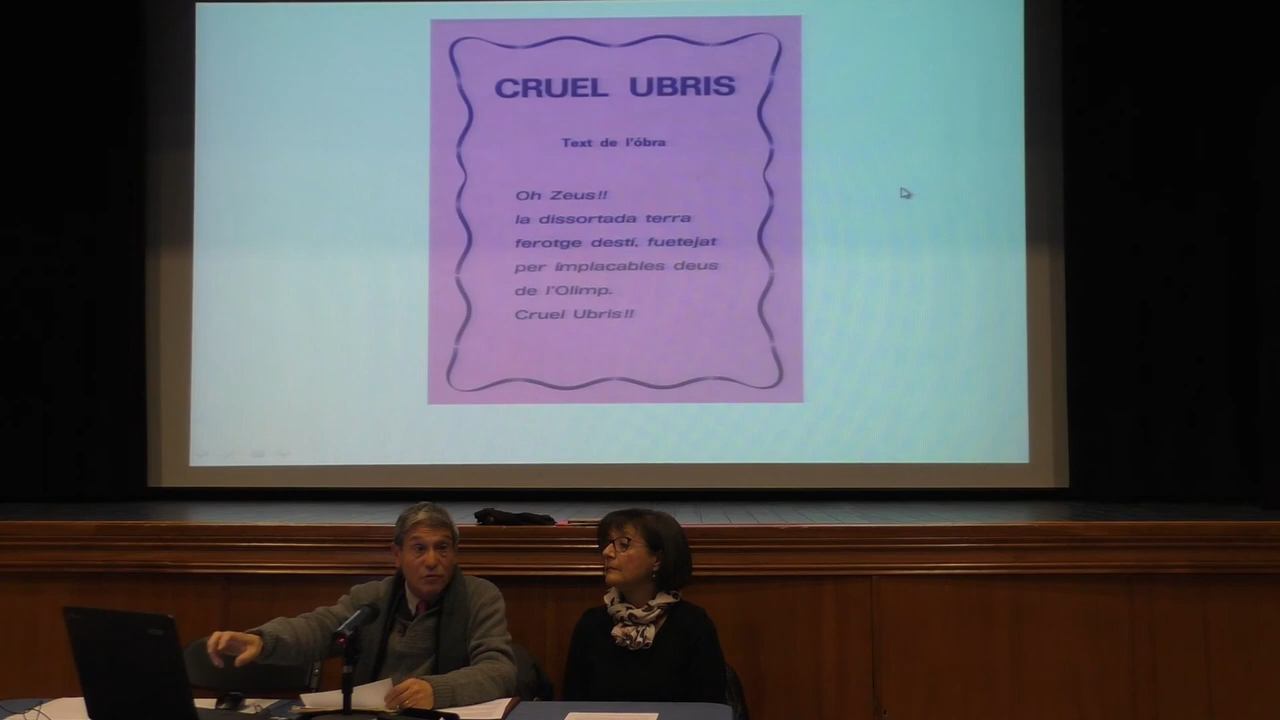 CRUEL UBRIS
Text de l'óbra
Oh Zeus!!
la dissortada terra
ferotge destí, fuetejat
per implacables deus
de l'Olimp.
Cruel Ubris!!